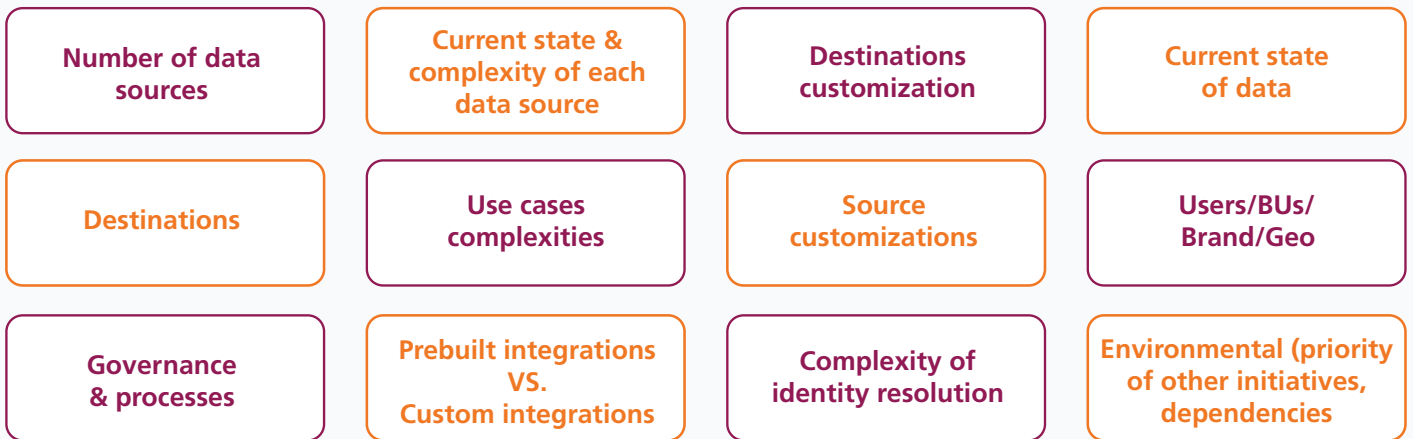 Number of data
sources
Current state &
complexity of each
data source
Destinations
customization
Current state
of data
Destinations
Use cases
complexities
Source
customizations
Users/BUs/
Brand/Geo
Governance
& processes
Prebuilt integrations
VS.
Custom integrations
Complexity of
identity resolution
Environmental (priority
of other initiatives,
dependencies